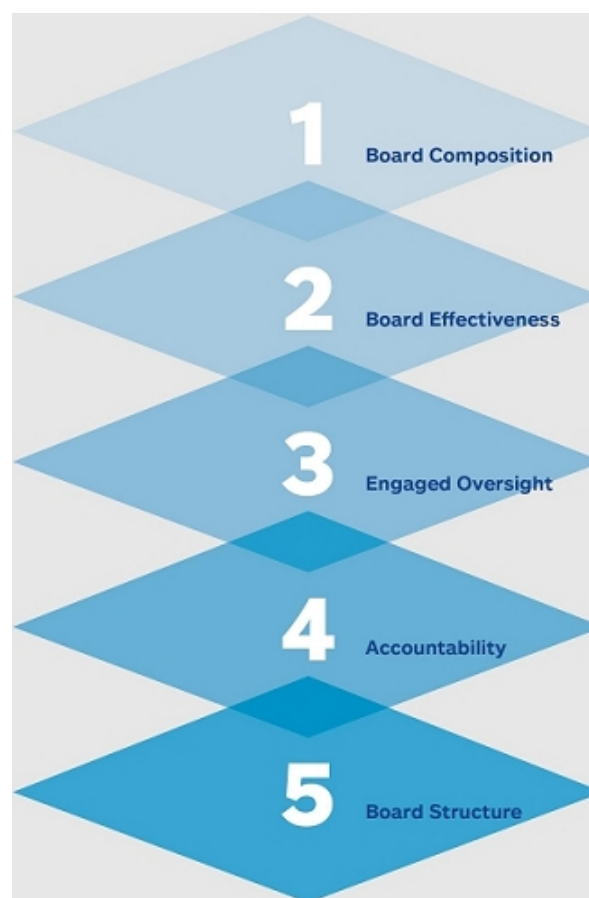 1
Board Composition
2
Board Effectiveness
3
Engaged Oversight
4
Accountability
5
Board Structure